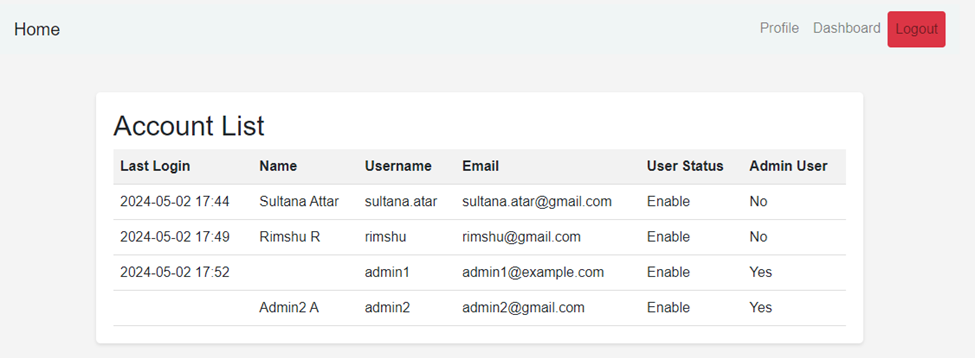 Home Profile Dashboard Logout
Account List
Last Login Name Username Email User Status Admin User
2024-05-02 17:44 Sultana Attar sultana.atar sultana.atar@gmail.com Enable No
2024-05-02 17:49 Rimshu R rimshu rimshu@gmail.com Enable No
2024-05-02 17:52 admin1 admin1@example.com Enable Yes
Admin2 A admin2 admin2@gmail.com Enable Yes